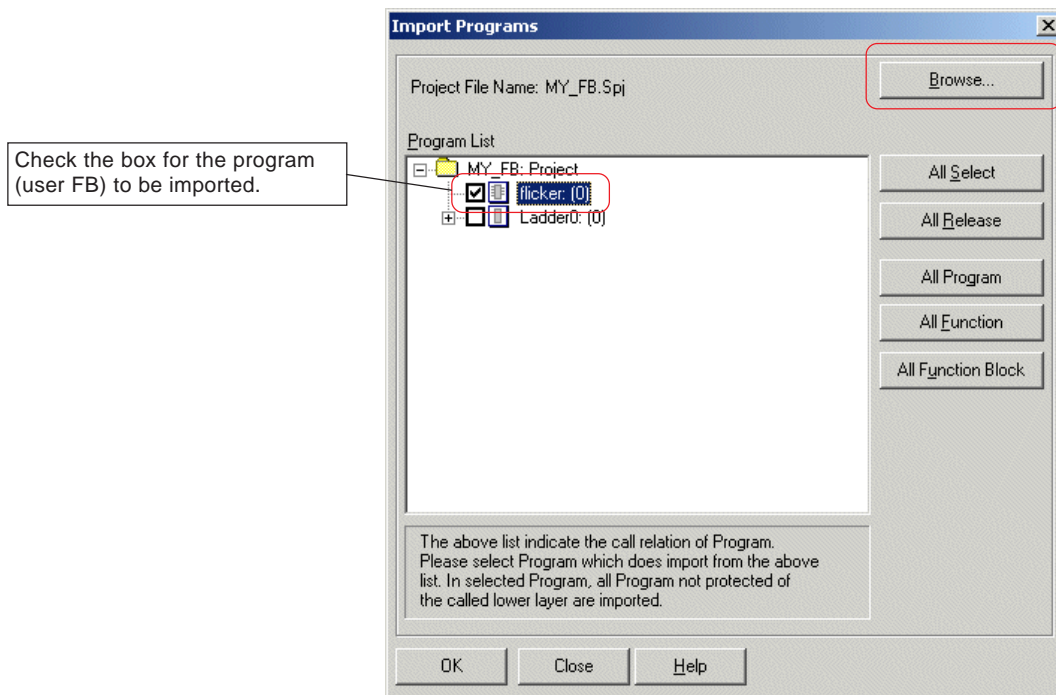 Import Programs
Project File Name: MY_FB.Spj
Browse...
Program List
Check the box for the program
(user FB) to be imported.
MY_FB: Project
flicker: (0)
Ladder0: (0)
All Select
All Release
All Program
All Function
All Function Block
The above list indicate the call relation of Program.
Please select Program which does import from the above
list. In selected Program, all Program not protected of
the called lower layer are imported.
OK
Close
Help